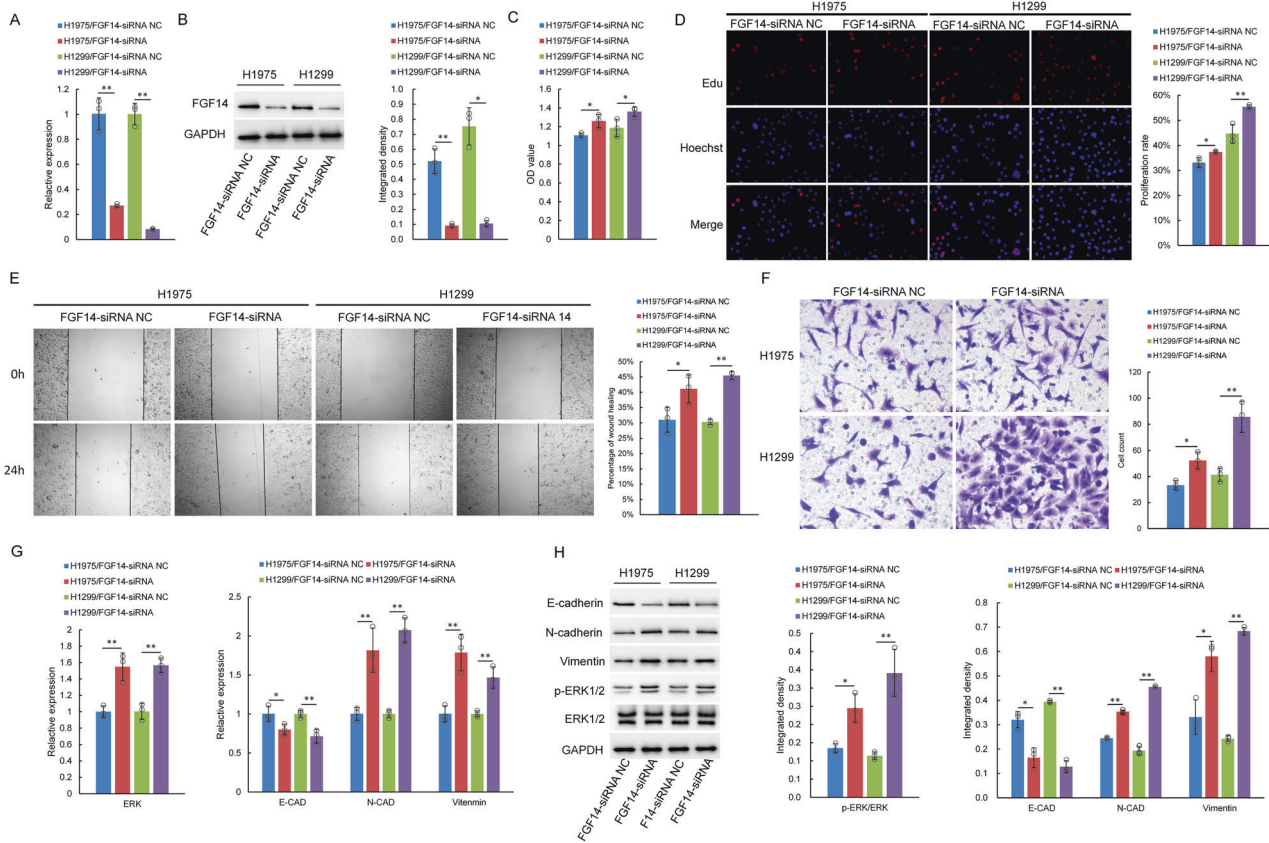 A
H1975/FGF14-siRNA NC
H1975/FGF14-siRNA
H1299/FGF14-siRNA NC
H1299/FGF14-siRNA
Relactive expression
1.2
1
0.8
0.6
0.4
0.2
0
**
**
B
H1975
H1299
FGF14
GAPDH
FGF14-siRNA NC
FGF14-siRNA
FGF14-siRNA NC
FGF14-siRNA
H1975/FGF14-siRNA NC
H1975/FGF14-siRNA
H1299/FGF14-siRNA NC
H1299/FGF14-siRNA
Integrated density
1.0
0.9
0.8
0.7
0.6
0.5
0.4
0.3
0.2
0.1
0.0
**
*
C
H1975/FGF14-siRNA NC
H1975/FGF14-siRNA
H1299/FGF14-siRNA NC
H1299/FGF14-siRNA
OD value
1.8
1.6
1.4
1.2
1
0.8
0.6
0.4
0.2
0
*
*
D
H1975
H1299
FGF14-siRNA NC
FGF14-siRNA
FGF14-siRNA NC
FGF14-siRNA
Edu
Hoechst
Merge
H1975/FGF14-siRNA NC
H1975/FGF14-siRNA
H1299/FGF14-siRNA NC
H1299/FGF14-siRNA
Proliferation rate
60%
50%
40%
30%
20%
10%
0%
*
**
E
H1975
H1299
FGF14-siRNA NC
FGF14-siRNA
FGF14-siRNA NC
FGF14-siRNA 14
0h
24h
H1975/FGF14-siRNA NC
H1975/FGF14-siRNA
H1299/FGF14-siRNA NC
H1299/FGF14-siRNA
Percentage of wound healing
50%
45%
40%
35%
30%
25%
20%
15%
10%
5%
0%
*
**
F
FGF14-siRNA NC
FGF14-siRNA
H1975
H1299
H1975/FGF14-siRNA NC
H1975/FGF14-siRNA
H1299/FGF14-siRNA NC
H1299/FGF14-siRNA
Cell count
120
100
80
60
40
20
0
*
**
G
H1975/FGF14-siRNA NC
H1975/FGF14-siRNA
H1299/FGF14-siRNA NC
H1299/FGF14-siRNA
Relactive expression
1.8
1.6
1.4
1.2
1
0.8
0.6
0.4
0.2
0
**
**
ERK
H1975/FGF14-siRNA NC
H1975/FGF14-siRNA
H1299/FGF14-siRNA NC
H1299/FGF14-siRNA
Relactive expression
2.5
2
1.5
1
0.5
0
*
**
**
**
**
**
E-CAD
N-CAD
Vitenmin
H
H1975
H1299
E-cadherin
N-cadherin
Vimentin
p-ERK1/2
ERK1/2
GAPDH
FGF14-siRNA NC
FGF14-siRNA
F14-siRNA NC
FGF14-siRNA
H1975/FGF14-siRNA NC
H1975/FGF14-siRNA
H1299/FGF14-siRNA NC
H1299/FGF14-siRNA
Integrated density
0.5
0.4
0.3
0.3
0.2
0.2
0.1
0.1
0.0
*
**
p-ERK/ERK
H1975/FGF14-siRNA NC
H1975/FGF14-siRNA
H1299/FGF14-siRNA NC
H1299/FGF14-siRNA
Integrated density
0.8
0.7
0.6
0.5
0.4
0.3
0.2
0.1
0.0
*
**
**
**
*
**
E-CAD
N-CAD
Vimentin